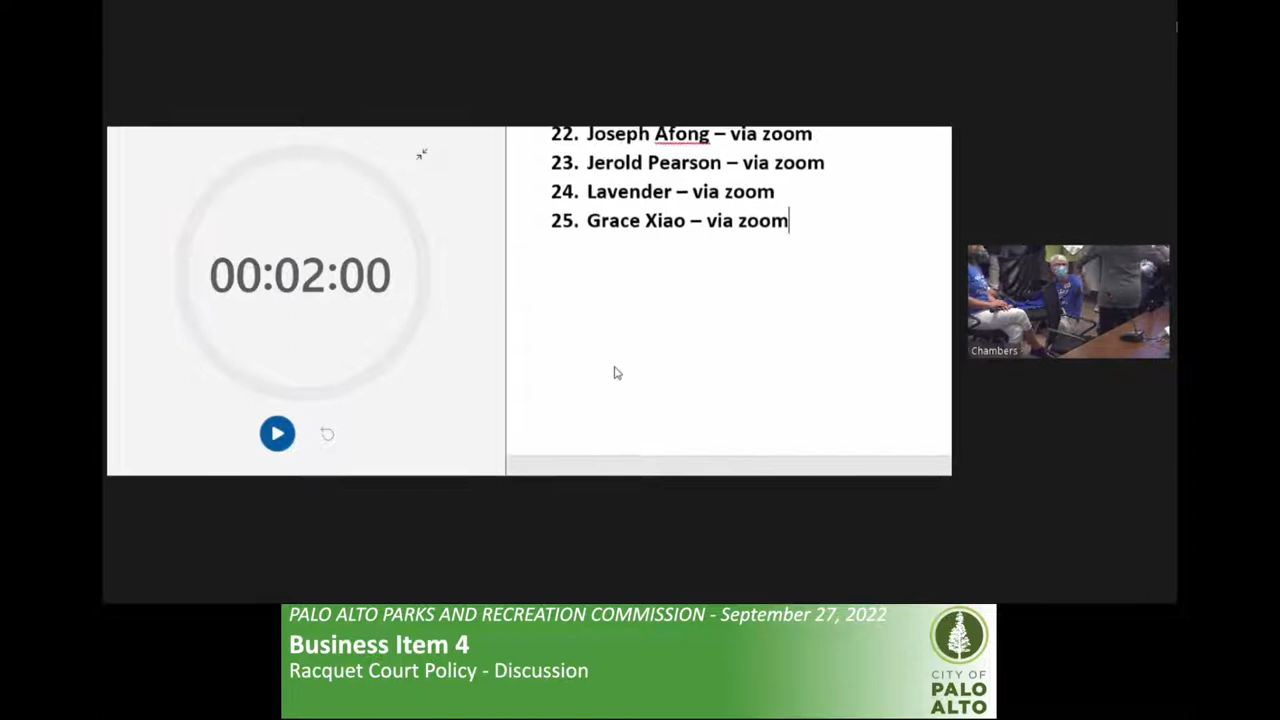 22. Joseph Afong – via zoom
23. Jerold Pearson – via zoom
24. Lavender – via zoom
25. Grace Xiao – via zoom
00:02:00
Chambers
PALO ALTO PARKS AND RECREATION COMMISSION - September 27, 2022
Business Item 4
Racquet Court Policy - Discussion
CITY OF
PALO
ALTO